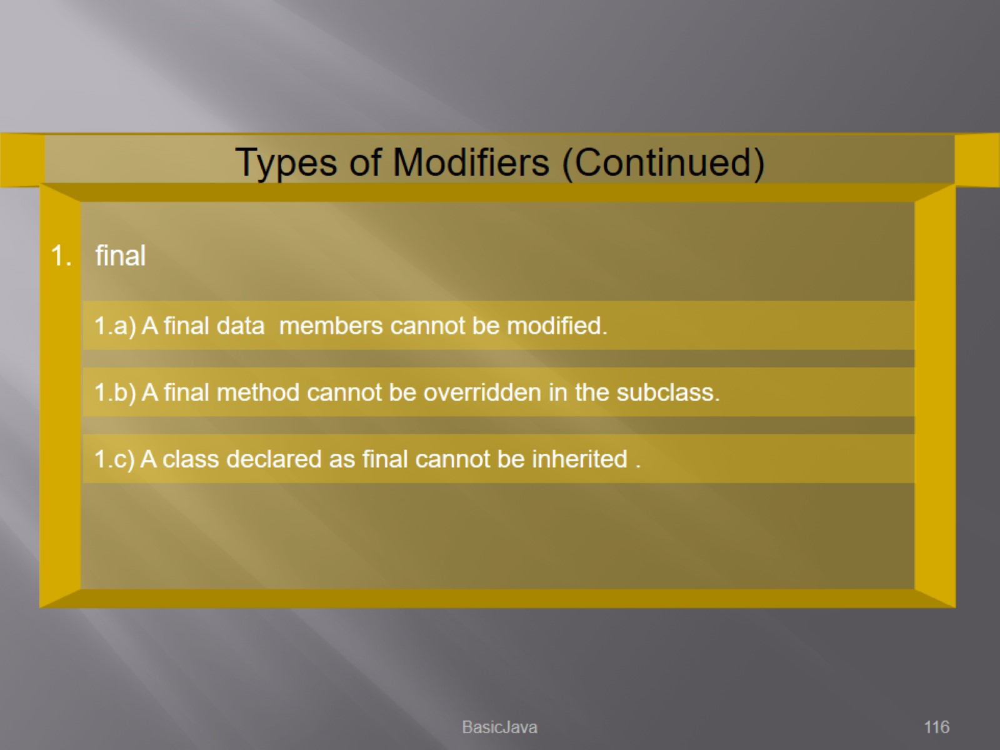 Types of Modifiers (Continued)
1. final
1.a) A final data  members cannot be modified.
1.b) A final method cannot be overridden in the subclass.
1.c) A class declared as final cannot be inherited .
BasicJava
116